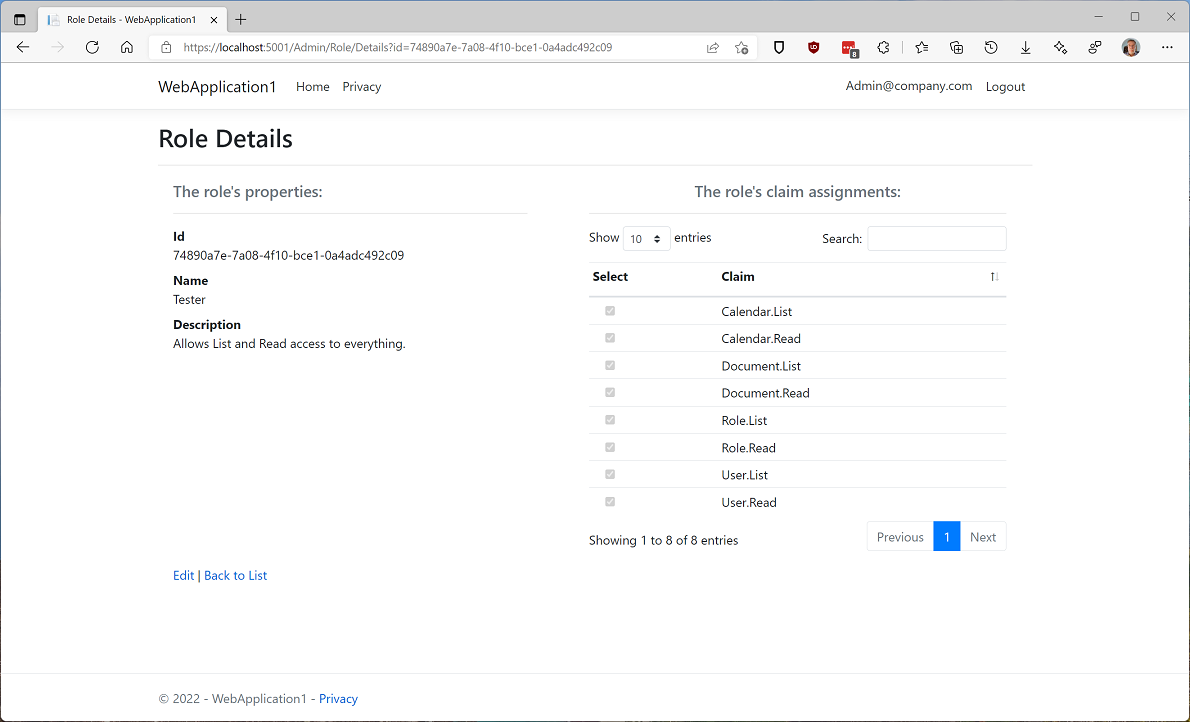 Role Details - WebApplication1
https://localhost:5001/Admin/Role/Details?id=74890a7e-7a08-4f10-bce1-0a4adc492c09
8
WebApplication1 Home Privacy Admin@company.com Logout
Role Details
The role's properties:
Id
74890a7e-7a08-4f10-bce1-0a4adc492c09
Name
Tester
Description
Allows List and Read access to everything.
Edit | Back to List
The role's claim assignments:
Show 10 entries Search:
Select Claim
Calendar.List
Calendar.Read
Document.List
Document.Read
Role.List
Role.Read
User.List
User.Read
Showing 1 to 8 of 8 entries Previous 1 Next
© 2022 - WebApplication1 - Privacy